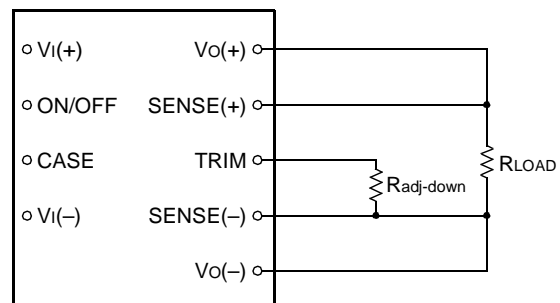 VI(+) VO(+)
ON/OFF SENSE(+)
CASE TRIM
VI(–) SENSE(–)
VO(–)
Radj-down
RLOAD